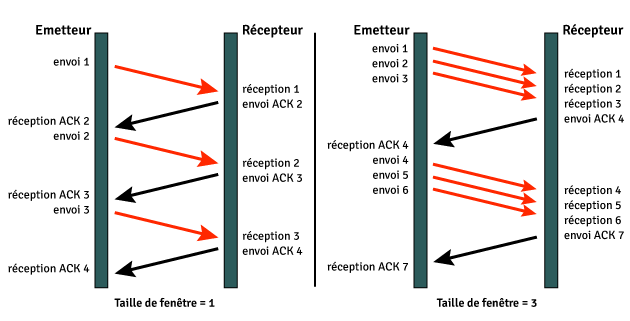 Emetteur
Récepteur
envoi 1
réception 1
envoi ACK 2
réception ACK 2
envoi 2
réception 2
envoi ACK 3
réception ACK 3
envoi 3
réception 3
envoi ACK 4
réception ACK 4
Taille de fenêtre = 1
Emetteur
Récepteur
envoi 1
envoi 2
envoi 3
réception 1
réception 2
réception 3
envoi ACK 4
réception ACK 4
envoi 4
envoi 5
envoi 6
réception 4
réception 5
réception 6
envoi ACK 7
réception ACK 7
Taille de fenêtre = 3